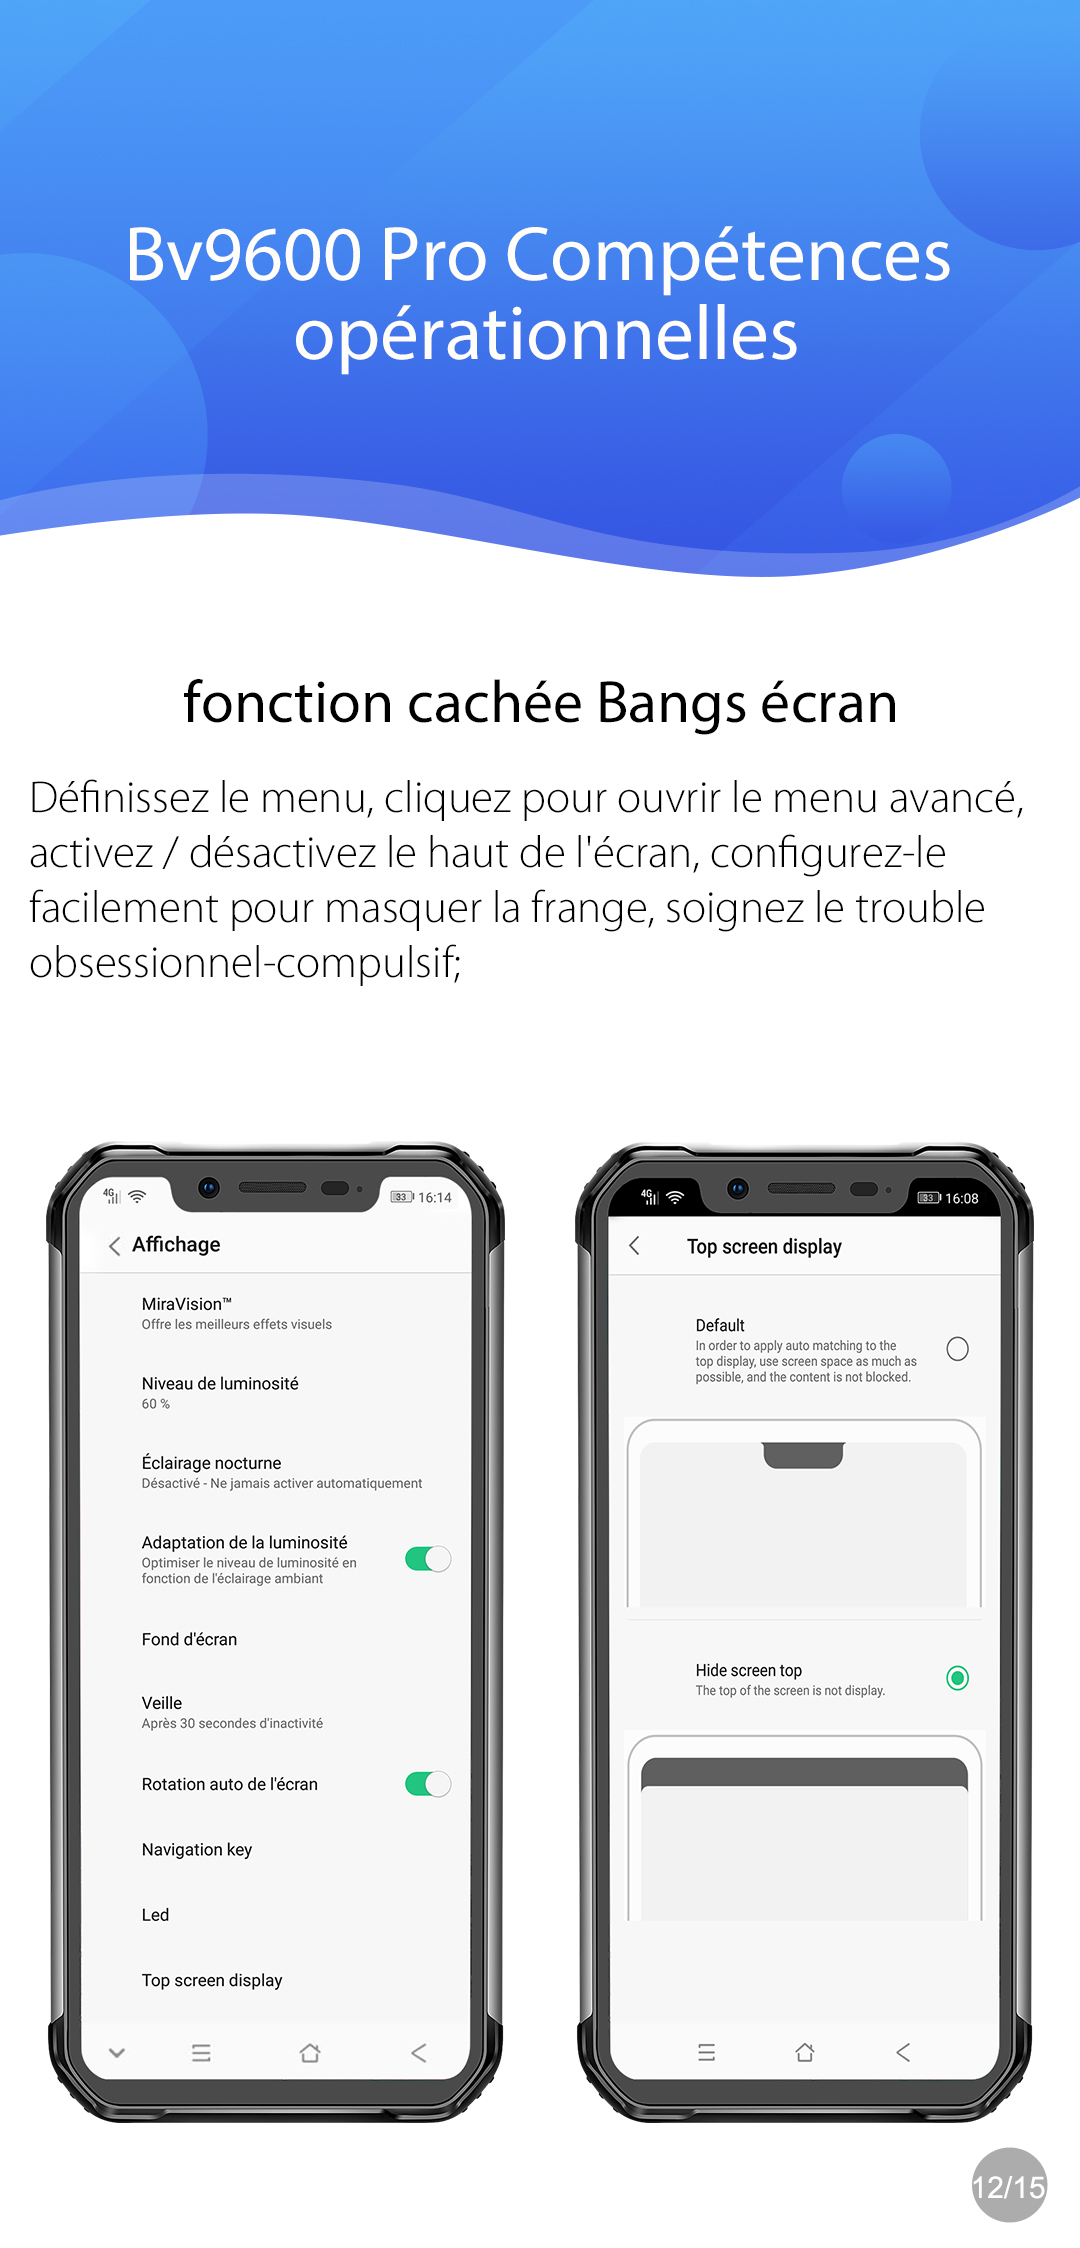 Bv9600 Pro Compétences
opérationnelles
fonction cachée Bangs écran
Définissez le menu, cliquez pour ouvrir le menu avancé,
activez / désactivez le haut de l'écran, configurez-le
facilement pour masquer la frange, soignez le trouble
obsessionnel-compulsif;
4G 33 16:14
Affichage
MiraVision™
Offre les meilleurs effets visuels
Niveau de luminosité
60 %
Éclairage nocturne
Désactivé - Ne jamais activer automatiquement
Adaptation de la luminosité
Optimiser le niveau de luminosité en
fonction de l'éclairage ambiant
Fond d'écran
Veille
Après 30 secondes d'inactivité
Rotation auto de l'écran
Navigation key
Led
Top screen display
4G 33 16:08
Top screen display
Default
In order to apply auto matching to the
top display, use screen space as much as
possible, and the content is not blocked.
Hide screen top
The top of the screen is not display.
12/15